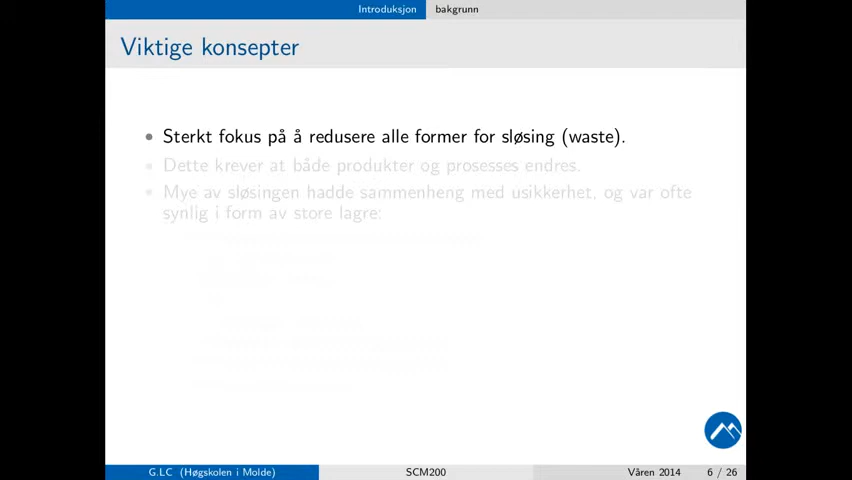 Introduksjon bakgrunn
Viktige konsepter
• Sterkt fokus på å redusere alle former for sløsing (waste).
• Dette krever at både produkter og prosesses endres.
• Mye av sløsingen hadde sammenheng med usikkerhet, og var ofte
synlig i form av store lagre:
G.LC (Høgskolen i Molde) SCM200 Våren 2014 6 / 26